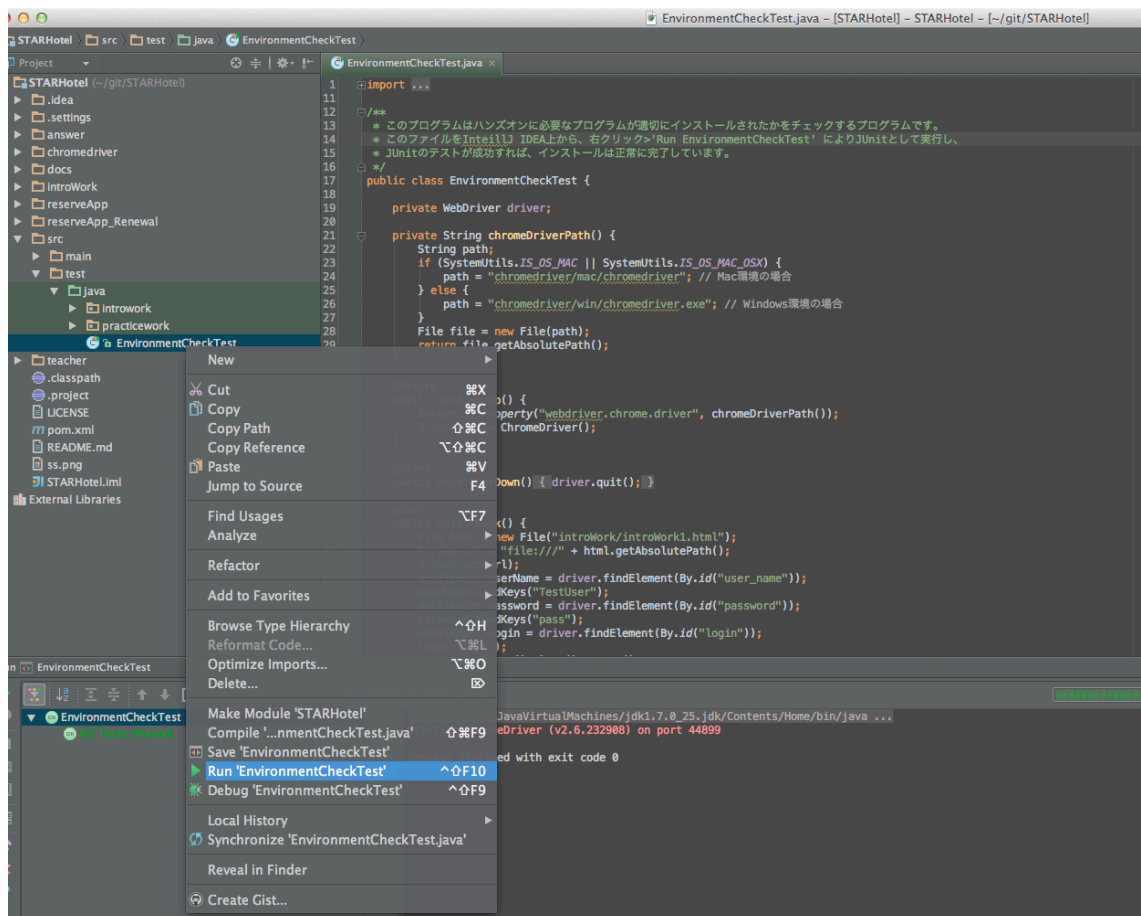 EnvironmentCheckTest.java – [STARHotel] – STARHotel – [~/git/STARHotel]
STARHotel src test java EnvironmentCheckTest
Project
EnvironmentCheckTest.java
STARHotel (~/git/STARHotel)
.idea
.settings
answer
chromedriver
docs
introWork
reserveApp
reserveApp_Renewal
src
main
test
java
introwork
practicework
EnvironmentCheckTest
teacher
.classpath
.project
LICENSE
pom.xml
README.md
ss.png
STARHotel.iml
External Libraries
1 import ...
11
12 /**
13 * このプログラムはハンズオンに必要なプログラムが適切にインストールされたかをチェックするプログラムです。
14 * このファイルをInteillJ IDEA上から、右クリック>'Run EnvironmentCheckTest' によりJUnitとして実行し、
15 * JUnitのテストが成功すれば、インストールは正常に完了しています。
16 */
17 public class EnvironmentCheckTest {
18
19 private WebDriver driver;
20
21 private String chromeDriverPath() {
22 String path;
23 if (SystemUtils.IS_OS_MAC || SystemUtils.IS_OS_MAC_OSX) {
24 path = "chromedriver/mac/chromedriver"; // Mac環境の場合
25 } else {
26 path = "chromedriver/win/chromedriver.exe"; // Windows環境の場合
27 }
28 File file = new File(path);
29 return file.getAbsolutePath();
p() {
operty("webdriver.chrome.driver", chromeDriverPath());
ChromeDriver();
Down() { driver.quit(); }
k() {
new File("introWork/introWork1.html");
"file:///" + html.getAbsolutePath();
rl);
serName = driver.findElement(By.id("user_name"));
dKeys("TestUser");
assword = driver.findElement(By.id("password"));
dKeys("pass");
ogin = driver.findElement(By.id("login"));
);
New
Cut ⌘X
Copy ⌘C
Copy Path ⇧⌘C
Copy Reference ⌥⇧⌘C
Paste ⌘V
Jump to Source F4
Find Usages ⌥F7
Analyze
Refactor
Add to Favorites
Browse Type Hierarchy ^⇧H
Reformat Code... ⌥⌘L
Optimize Imports... ⌥⌘O
Delete... ⌦
Make Module 'STARHotel'
Compile '...nmentCheckTest.java' ⇧⌘F9
Save 'EnvironmentCheckTest'
Run 'EnvironmentCheckTest' ^⇧F10
Debug 'EnvironmentCheckTest' ^⇧F9
Local History
Synchronize 'EnvironmentCheckTest.java'
Reveal in Finder
Create Gist...
EnvironmentCheckTest
EnvironmentCheckTest
All Tests Passed
JavaVirtualMachines/jdk1.7.0_25.jdk/Contents/Home/bin/java ...
eDriver (v2.6.232908) on port 44899
ed with exit code 0